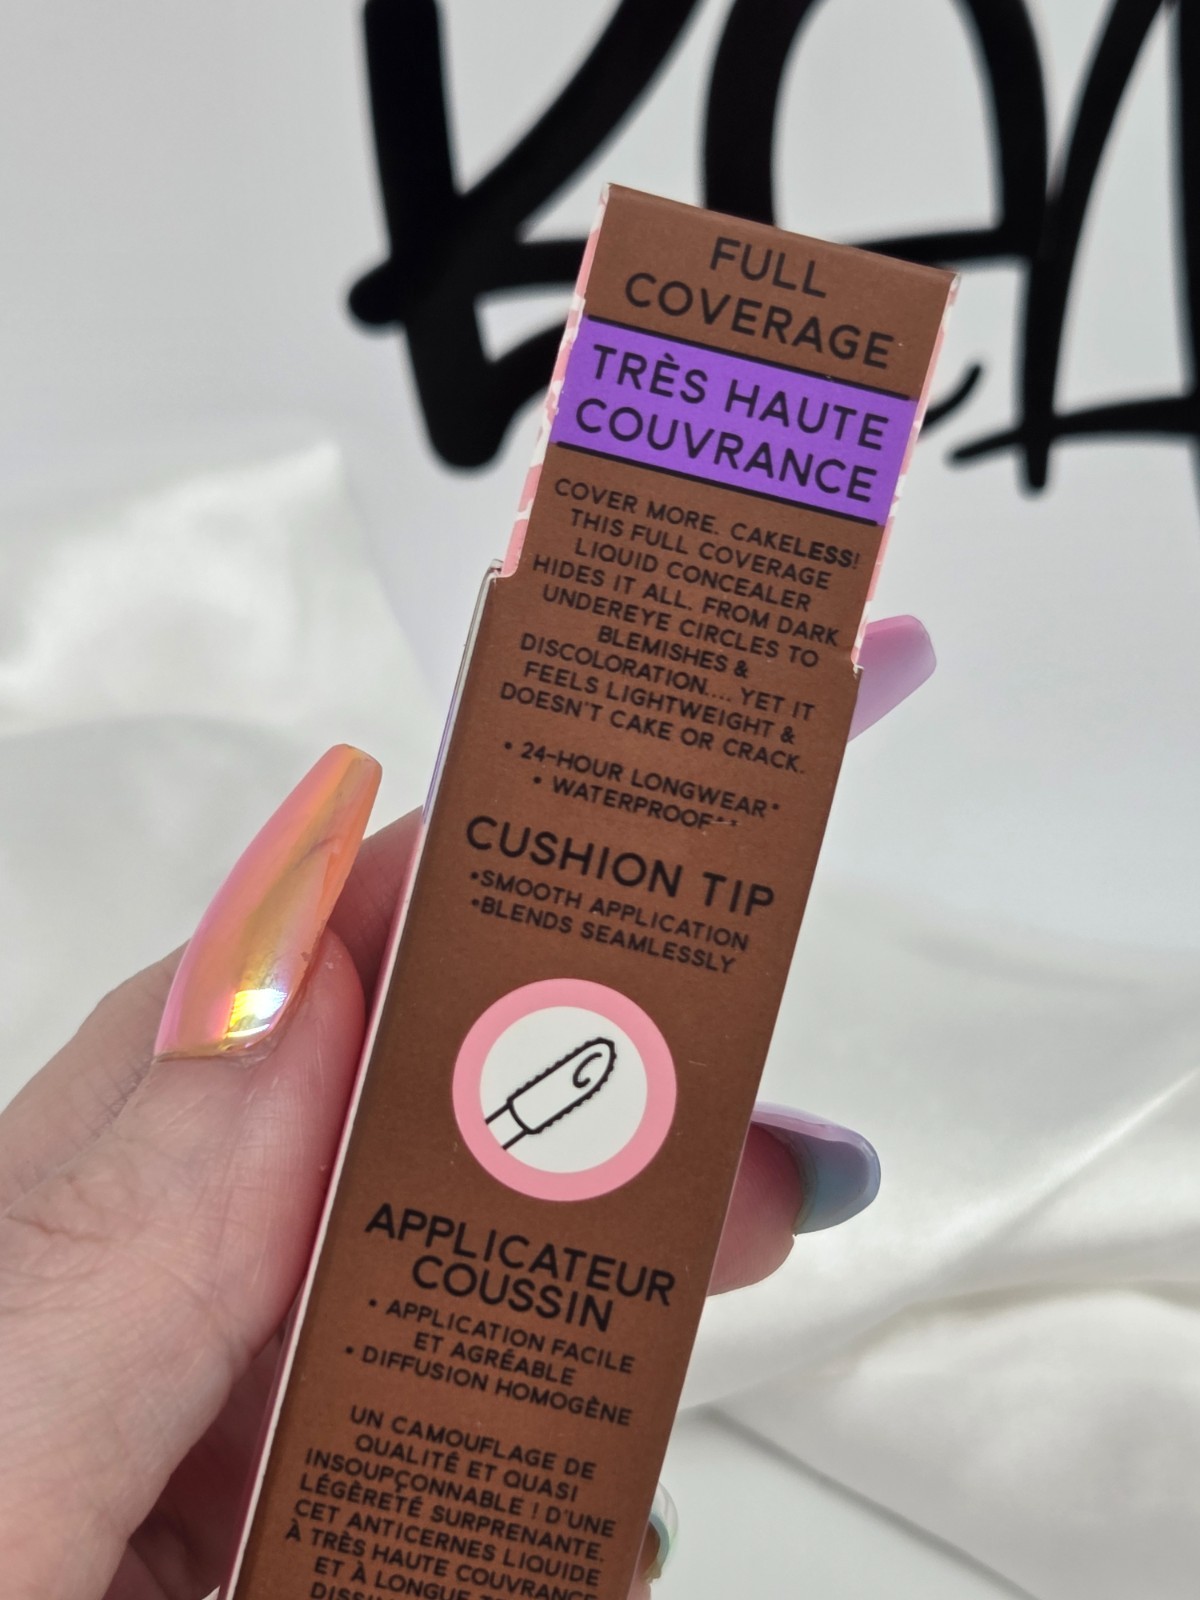 FULL
COVERAGE
TRÈS HAUTE
COUVRANCE
COVER MORE. CAKELESS!
THIS FULL COVERAGE
LIQUID CONCEALER
HIDES IT ALL. FROM DARK
UNDEREYE CIRCLES TO
BLEMISHES &
DISCOLORATION.... YET IT
FEELS LIGHTWEIGHT &
DOESN'T CAKE OR CRACK.
• 24-HOUR LONGWEAR*
• WATERPROOF**
CUSHION TIP
•SMOOTH APPLICATION
•BLENDS SEAMLESSLY
APPLICATEUR
COUSSIN
• APPLICATION FACILE
ET AGRÉABLE
• DIFFUSION HOMOGÈNE
UN CAMOUFLAGE DE
QUALITÉ ET QUASI
INSOUPÇONNABLE ! D'UNE
LÉGÈRETÉ SURPRENANTE.
CET ANTICERNES LIQUIDE
À TRÈS HAUTE COUVRANCE
ET À LONGUE